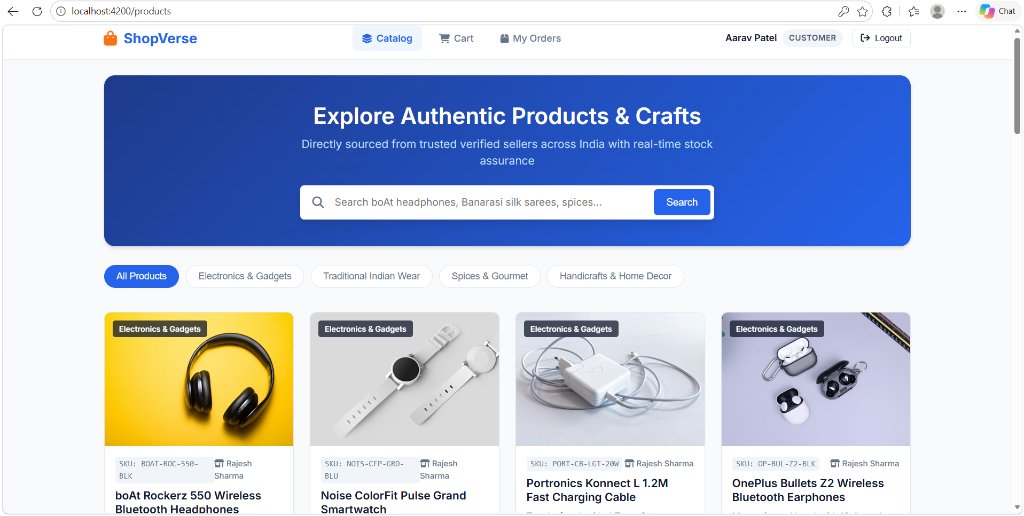 localhost:4200/products
Chat
ShopVerse
Catalog
Cart
My Orders
Aarav Patel
CUSTOMER
Logout
Explore Authentic Products & Crafts
Directly sourced from trusted verified sellers across India with real-time stock
assurance
Search boAt headphones, Banarasi silk sarees, spices...
Search
All Products
Electronics & Gadgets
Traditional Indian Wear
Spices & Gourmet
Handicrafts & Home Decor
Electronics & Gadgets
SKU: BOAT-ROC-550-
BLK
Rajesh
Sharma
boAt Rockerz 550 Wireless
Bluetooth Headphones
Electronics & Gadgets
SKU: NOIS-CFP-GRD-
BLU
Rajesh
Sharma
Noise ColorFit Pulse Grand
Smartwatch
Electronics & Gadgets
SKU: PORT-CB-LGT-20W
Rajesh Sharma
Portronics Konnect L 1.2M
Fast Charging Cable
Electronics & Gadgets
SKU: OP-BUL-Z2-BLK
Rajesh Sharma
OnePlus Bullets Z2 Wireless
Bluetooth Earphones